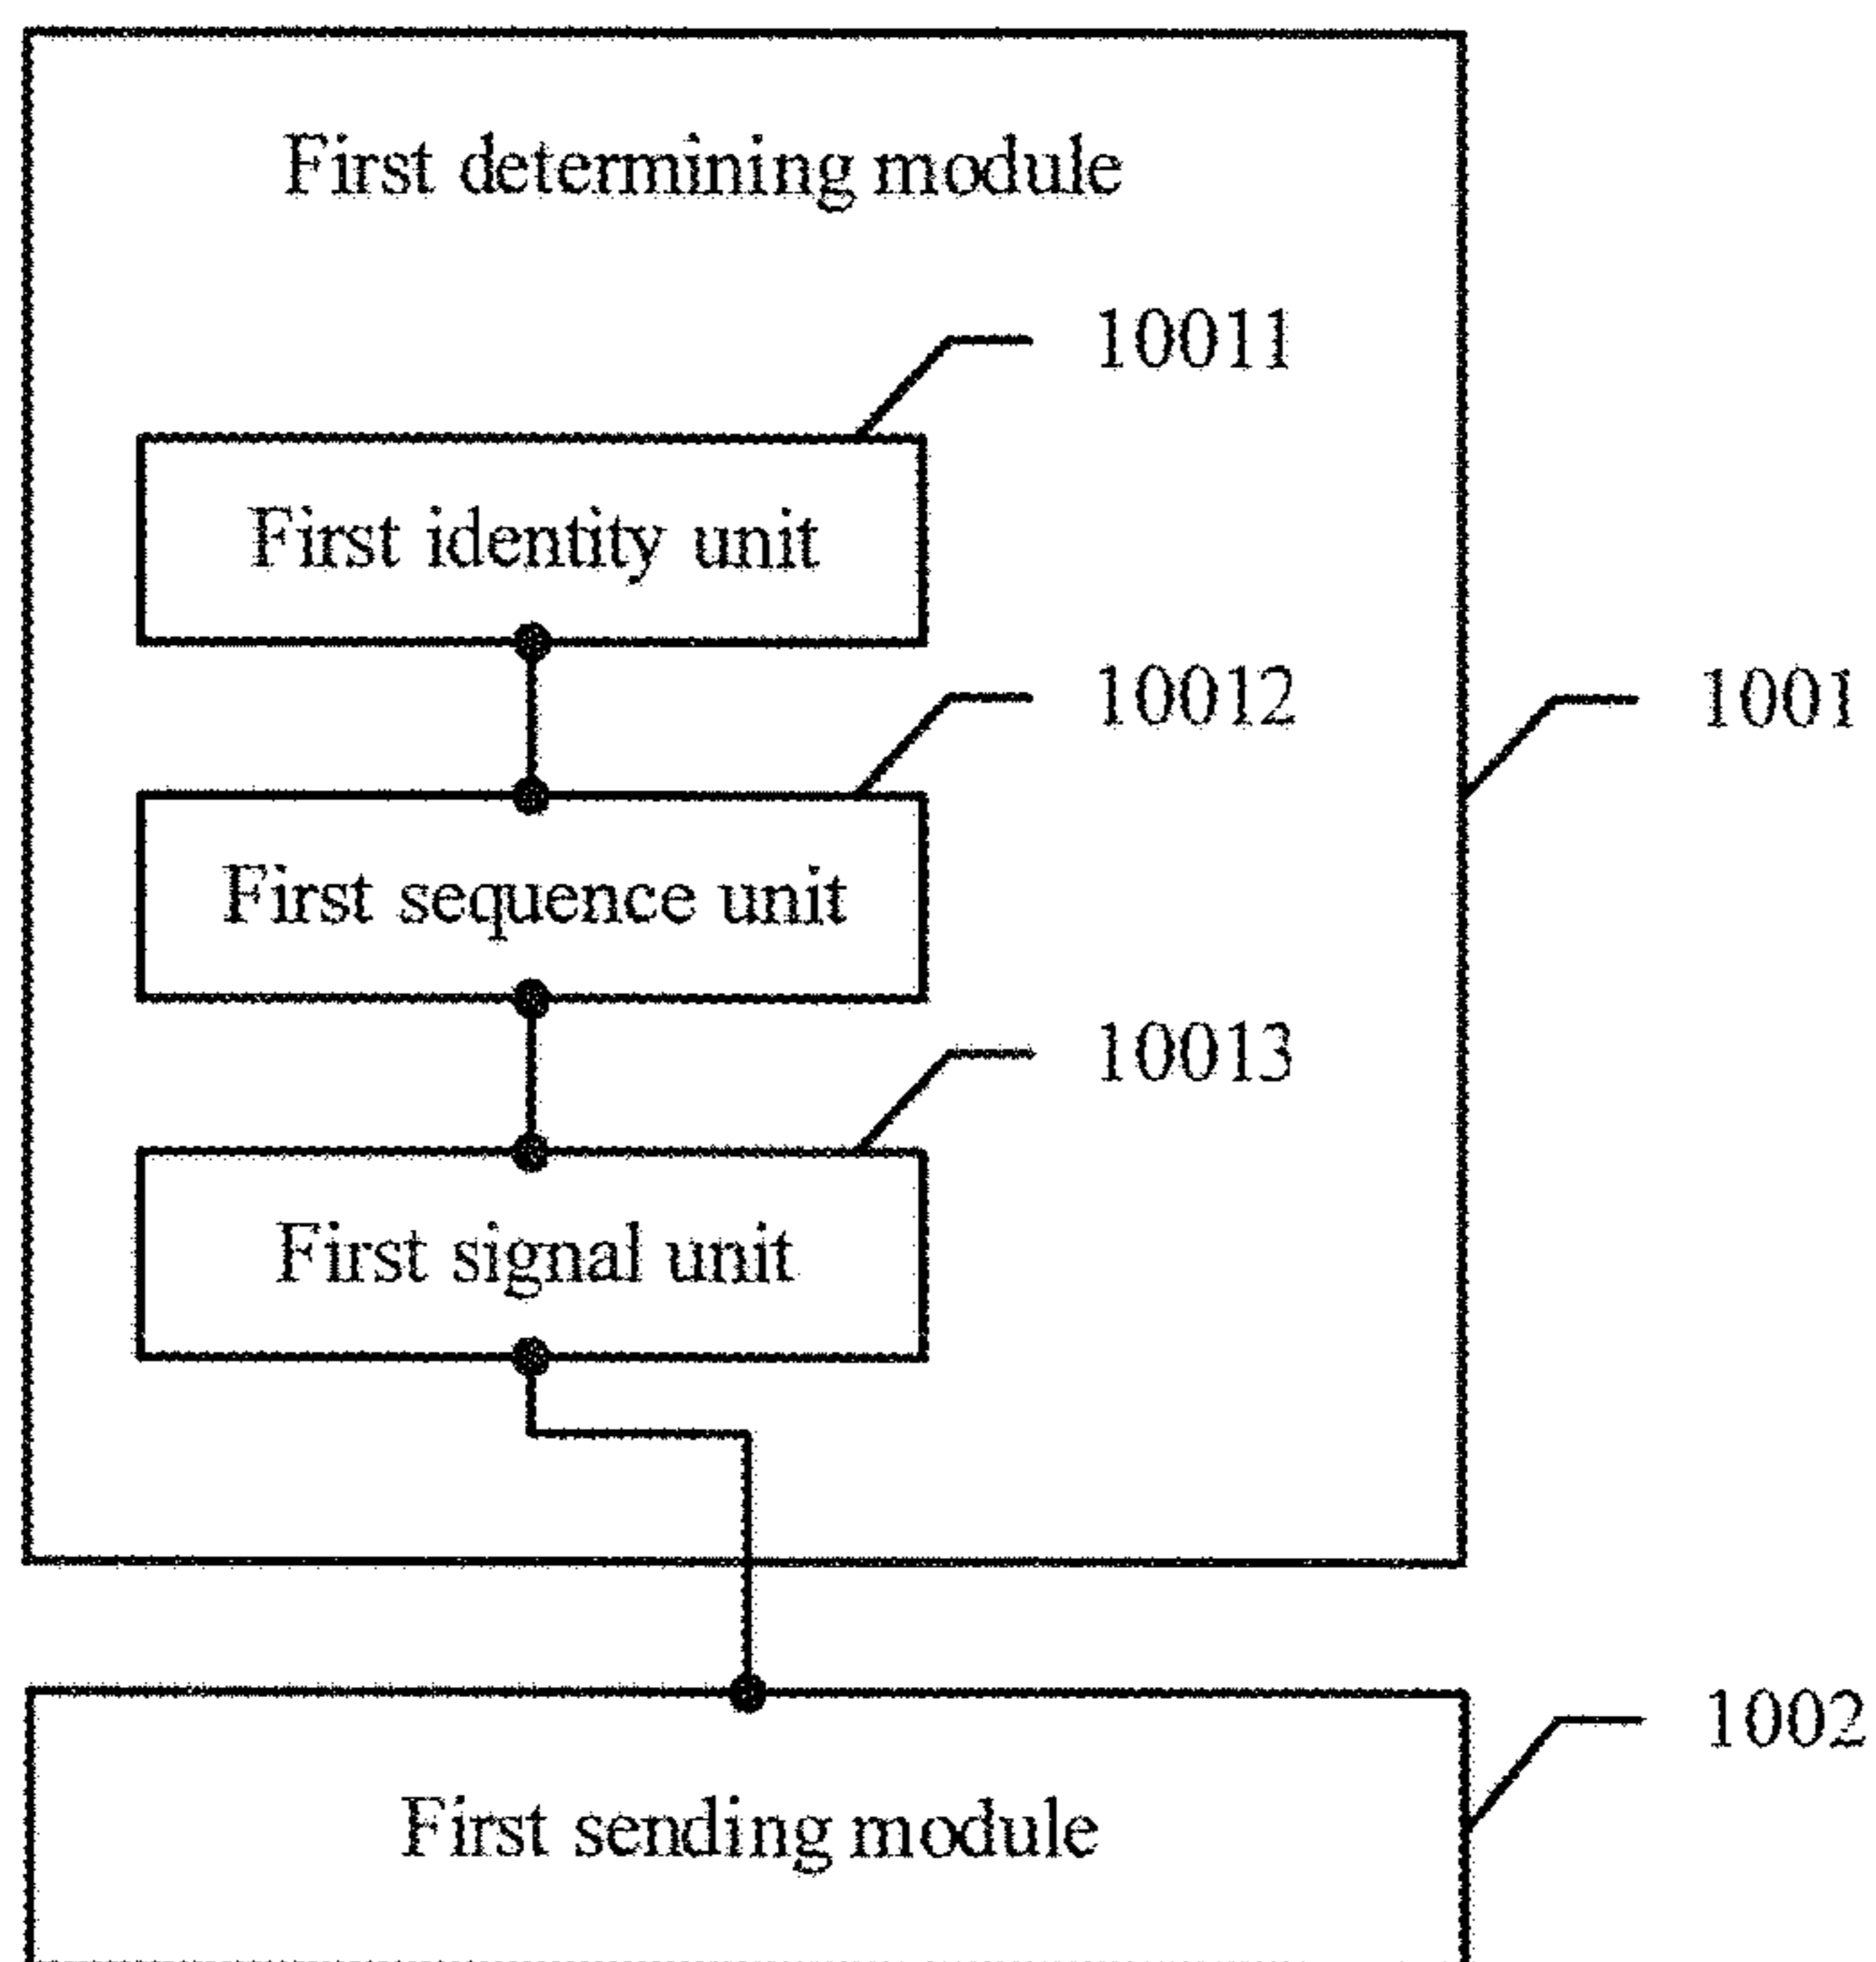 First determining module
10011
First identity unit
10012
1001
First sequence unit
10013
First signal unit
1002
First sending module